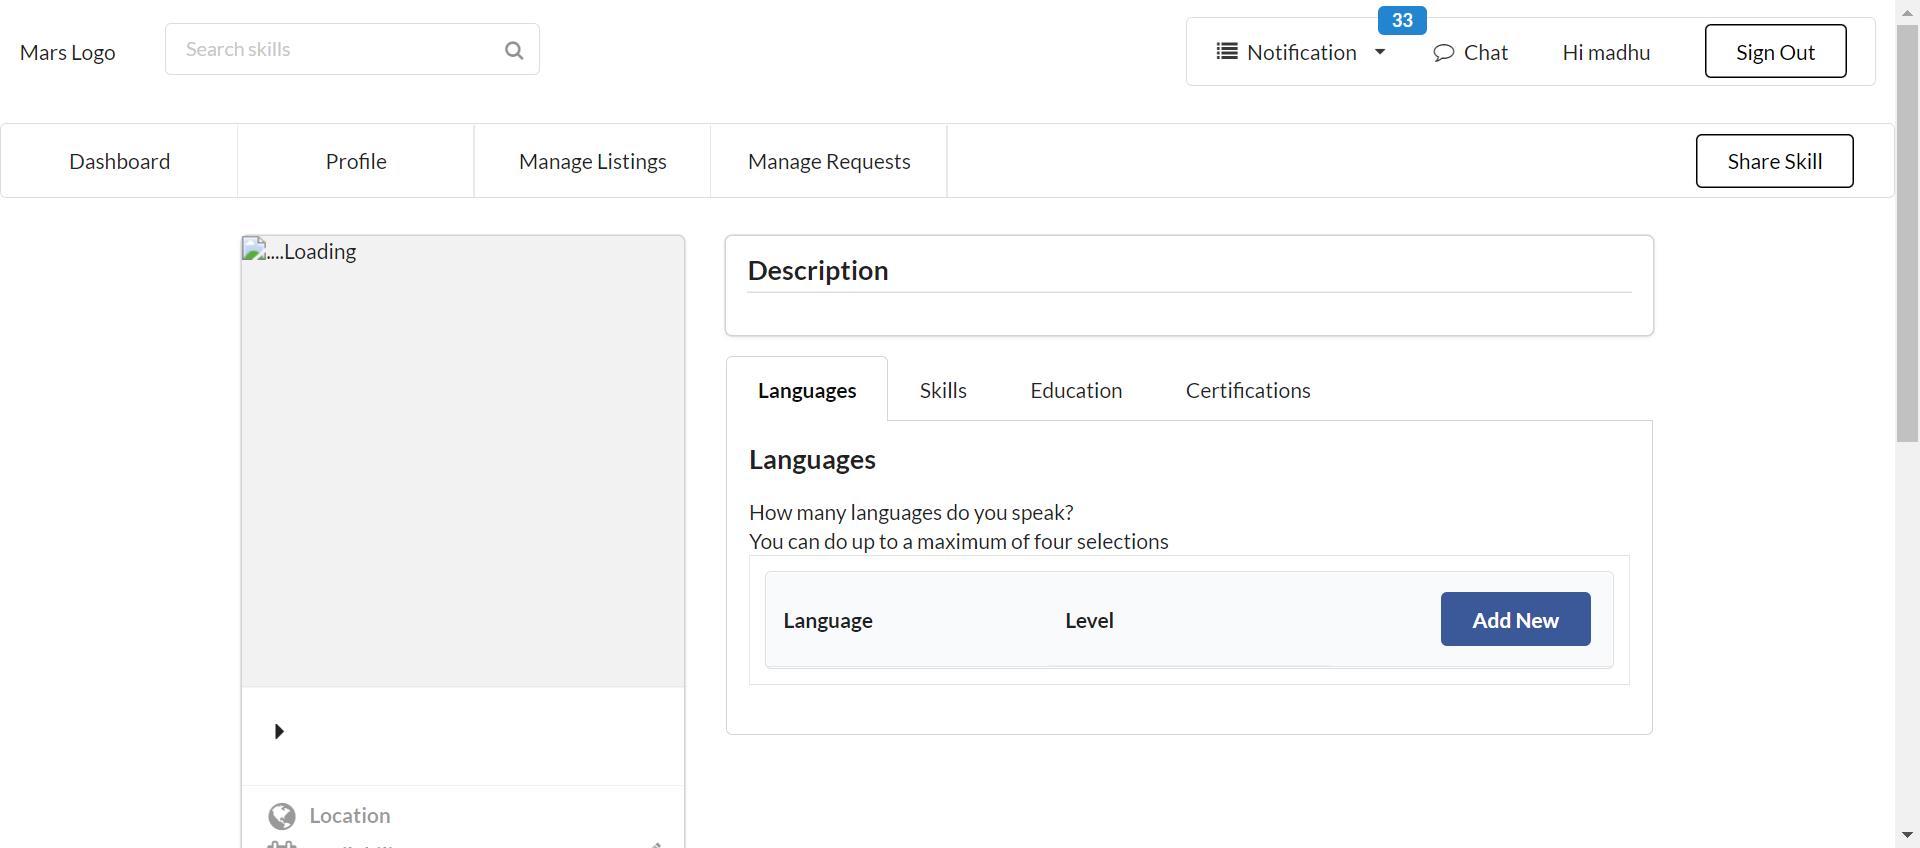 Mars Logo
Search skills
Notification
33
Chat
Hi madhu
Sign Out
Dashboard
Profile
Manage Listings
Manage Requests
Share Skill
....Loading
Description
Languages
Skills
Education
Certifications
Languages
How many languages do you speak?
You can do up to a maximum of four selections
Language
Level
Add New
Location